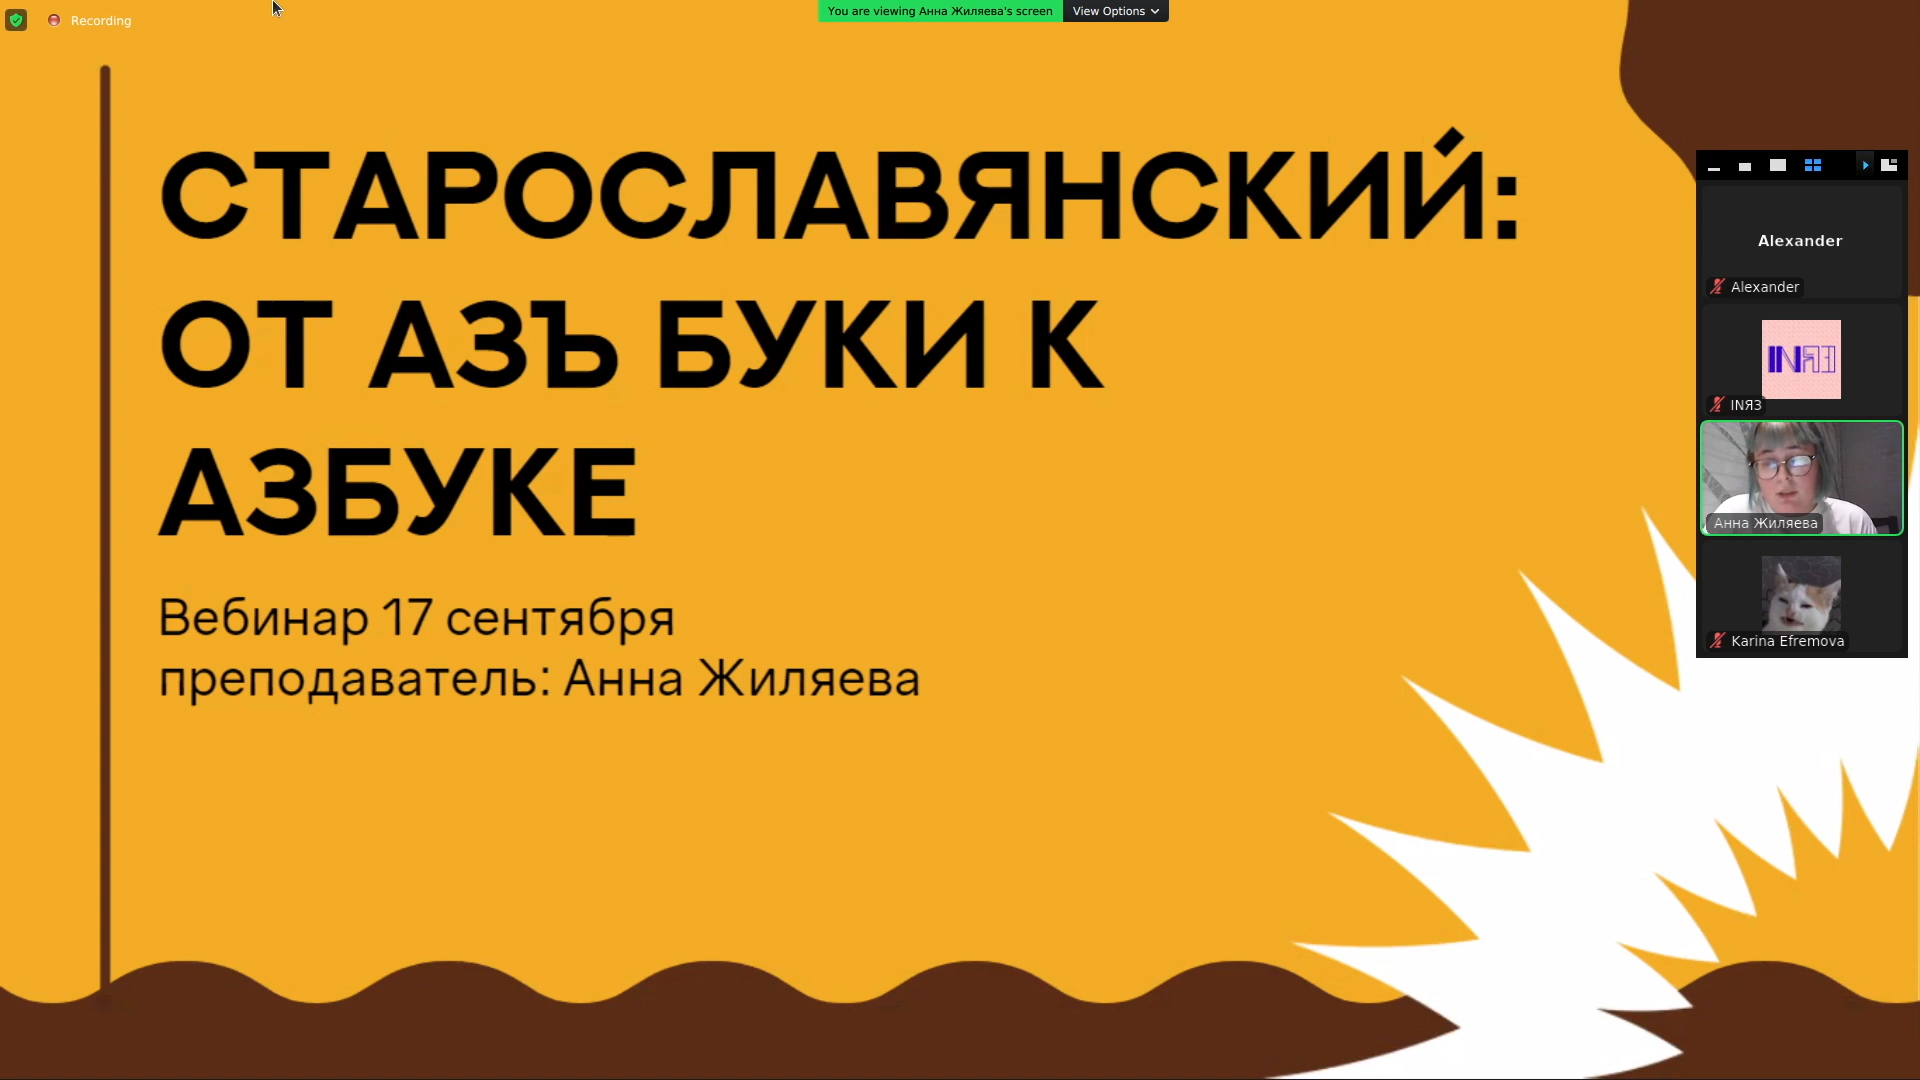 Recording
You are viewing Анна Жиляева's screen
View Options
СТАРОСЛАВЯНСКИЙ:
ОТ АЗЪ БУКИ К
АЗБУКЕ
Вебинар 17 сентября
преподаватель: Анна Жиляева
Alexander
Alexander
INЯЗ
INЯЗ
Анна Жиляева
Karina Efremova